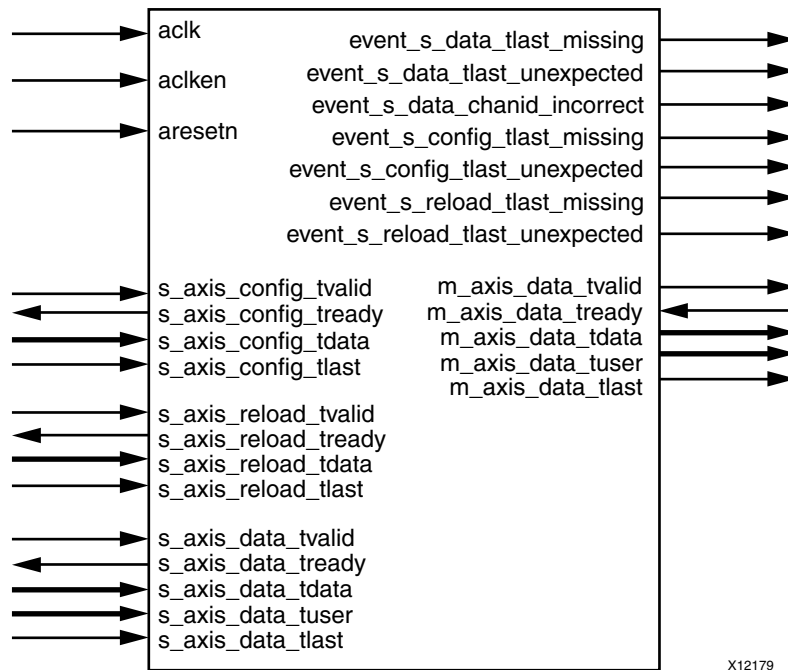 aclk
aclken
aresetn
event_s_data_tlast_missing
event_s_data_tlast_unexpected
event_s_data_chanid_incorrect
event_s_config_tlast_missing
event_s_config_tlast_unexpected
event_s_reload_tlast_missing
event_s_reload_tlast_unexpected
s_axis_config_tvalid
s_axis_config_tready
s_axis_config_tdata
s_axis_config_tlast
m_axis_data_tvalid
m_axis_data_tready
m_axis_data_tdata
m_axis_data_tuser
m_axis_data_tlast
s_axis_reload_tvalid
s_axis_reload_tready
s_axis_reload_tdata
s_axis_reload_tlast
s_axis_data_tvalid
s_axis_data_tready
s_axis_data_tdata
s_axis_data_tuser
s_axis_data_tlast
X12179